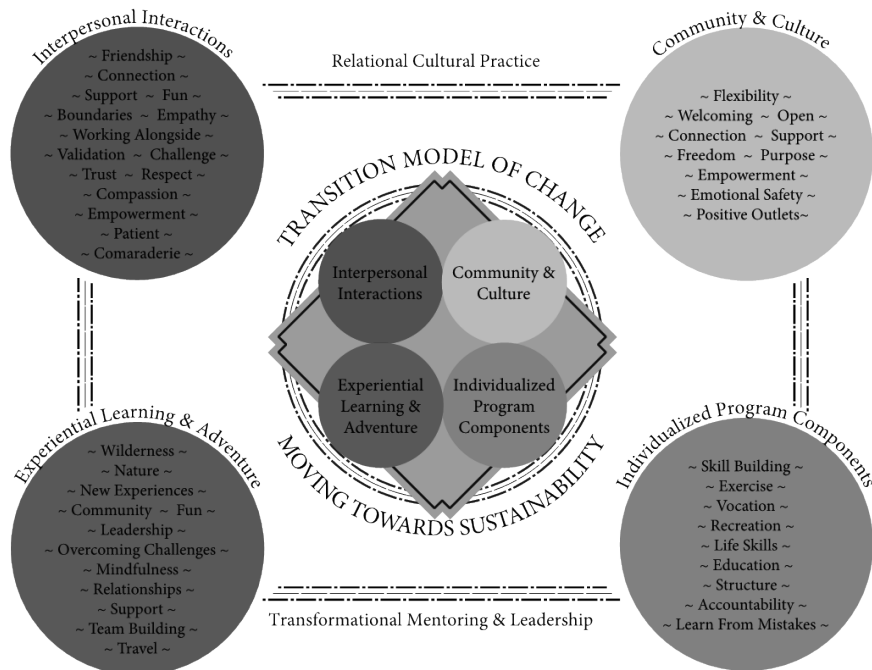 Interpersonal Interactions
~ Friendship ~
~ Connection ~
~ Support ~ Fun ~
~ Boundaries ~ Empathy ~
~ Working Alongside ~
~ Validation ~ Challenge ~
~ Trust ~ Respect ~
~ Compassion ~
~ Empowerment ~
~ Patient ~
~ Comaraderie ~
Relational Cultural Practice
Community & Culture
~ Flexibility ~
~ Welcoming ~ Open ~
~ Connection ~ Support ~
~ Freedom ~ Purpose ~
~ Empowerment ~
~ Emotional Safety ~
~ Positive Outlets~
TRANSITION MODEL OF CHANGE
Interpersonal
Interactions
Community &
Culture
Experiential
Learning &
Adventure
Individualized
Program
Components
MOVING TOWARDS SUSTAINABILITY
Experiential Learning & Adventure
~ Wilderness ~
~ Nature ~
~ New Experiences ~
~ Community ~ Fun ~
~ Leadership ~
~ Overcoming Challenges ~
~ Mindfulness ~
~ Relationships ~
~ Support ~
~ Team Building ~
~ Travel ~
Transformational Mentoring & Leadership
Individualized Program Components
~ Skill Building ~
~ Exercise ~
~ Vocation ~
~ Recreation ~
~ Life Skills ~
~ Education ~
~ Structure ~
~ Accountability ~
~ Learn From Mistakes ~